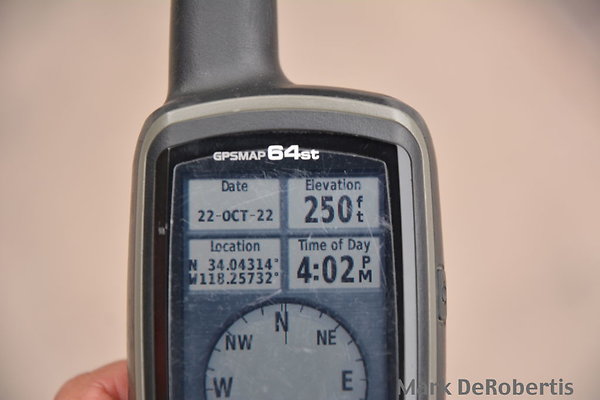 GPSMAP 64st
Date
22-OCT-22
Elevation
250 ft
Location
N 34.04314°
W118.25732°
Time of Day
4:02 PM
N
NW
NE
W
E
Mark DeRobertis